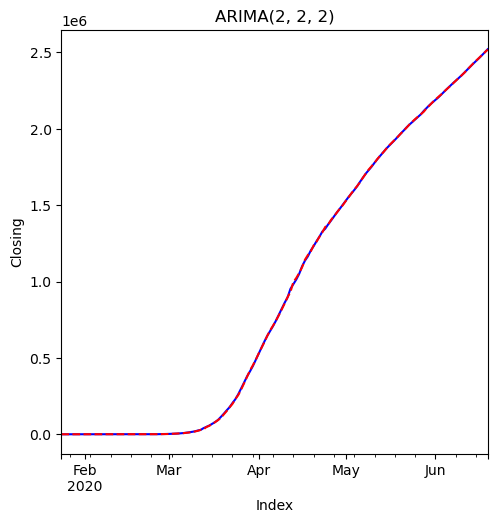 ARIMA(2, 2, 2)
1e6
2.5
2.0
1.5
1.0
0.5
0.0
Closing
Feb
2020
Mar
Apr
May
Jun
Index